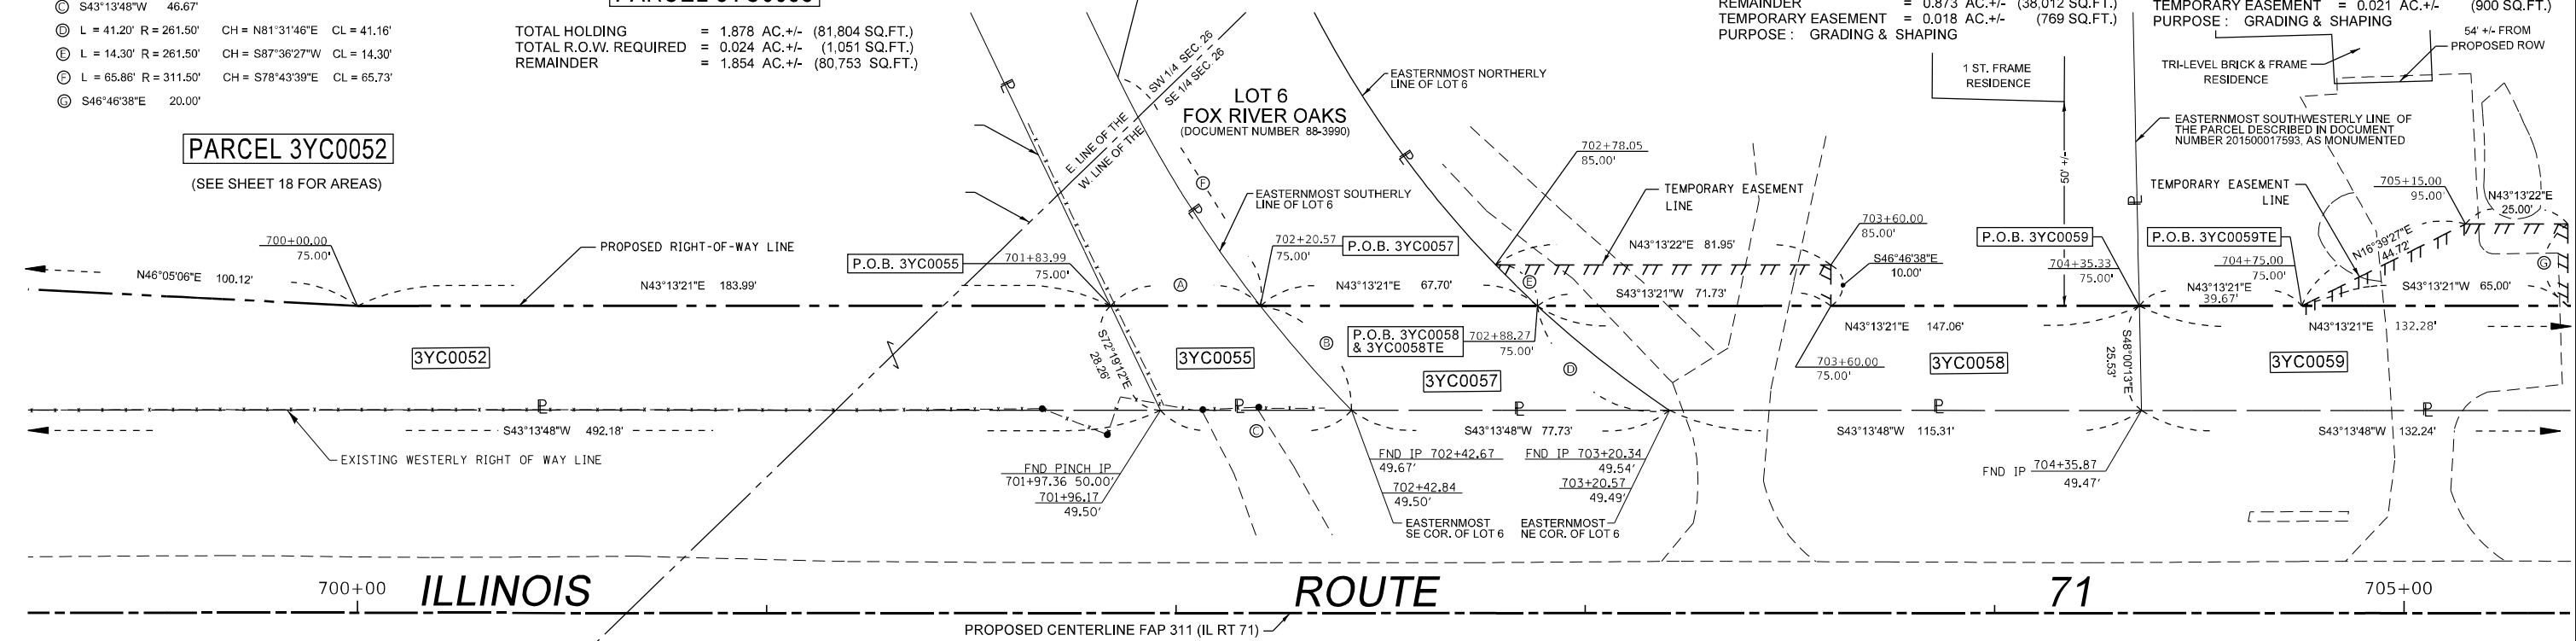 Ⓒ S43°13'48"W 46.67'
Ⓓ L = 41.20' R = 261.50' CH = N81°31'46"E CL = 41.16'
Ⓔ L = 14.30' R = 261.50' CH = S87°36'27"W CL = 14.30'
Ⓕ L = 65.86' R = 311.50' CH = S78°43'39"E CL = 65.73'
Ⓖ S46°46'38"E 20.00'
PARCEL 3YC0052
(SEE SHEET 18 FOR AREAS)
TOTAL HOLDING = 1.878 AC.+/- (81,804 SQ.FT.)
TOTAL R.O.W. REQUIRED = 0.024 AC.+/- (1,051 SQ.FT.)
REMAINDER = 1.854 AC.+/- (80,753 SQ.FT.)
REMAINDER = 0.873 AC.+/- (38,012 SQ.FT.)
TEMPORARY EASEMENT = 0.018 AC.+/- (769 SQ.FT.)
PURPOSE : GRADING & SHAPING
TEMPORARY EASEMENT = 0.021 AC.+/- (900 SQ.FT.)
PURPOSE : GRADING & SHAPING
54' +/- FROM
PROPOSED ROW
TRI-LEVEL BRICK & FRAME
RESIDENCE
1 ST. FRAME
RESIDENCE
50' +/-
E. LINE OF THE SW 1/4 SEC. 26
W. LINE OF THE SE 1/4 SEC. 26
LOT 6
FOX RIVER OAKS
(DOCUMENT NUMBER 88-3990)
EASTERNMOST NORTHERLY
LINE OF LOT 6
EASTERNMOST SOUTHERLY
LINE OF LOT 6
EASTERNMOST SOUTHWESTERLY LINE OF
THE PARCEL DESCRIBED IN DOCUMENT
NUMBER 201500017593, AS MONUMENTED
Ⓕ
702+78.05
85.00'
TEMPORARY EASEMENT
LINE
703+60.00
85.00'
TEMPORARY EASEMENT
LINE
705+15.00
95.00'
N43°13'22"E
25.00'
N46°05'06"E 100.12'
700+00.00
75.00'
PROPOSED RIGHT-OF-WAY LINE
N43°13'21"E 183.99'
P.O.B. 3YC0055
701+83.99
75.00'
Ⓐ
702+20.57
75.00'
P.O.B. 3YC0057
N43°13'21"E 67.70'
N43°13'22"E 81.95'
Ⓔ
S43°13'21"W 71.73'
S46°46'38"E
10.00'
P.O.B. 3YC0059
704+35.33
75.00'
P.O.B. 3YC0059TE
704+75.00
75.00'
N16°39'27"E
44.72'
N43°13'21"E
39.67'
S43°13'21"W 65.00'
Ⓖ
N43°13'21"E 147.06'
N43°13'21"E 132.28'
3YC0052
S72°19'12"E
28.26'
3YC0055
Ⓑ
P.O.B. 3YC0058
& 3YC0058TE
702+88.27
75.00'
3YC0057
Ⓓ
703+60.00
75.00'
3YC0058
S48°00'13"E
25.53'
3YC0059
S43°13'48"W 492.18'
Ⓒ
S43°13'48"W 77.73'
S43°13'48"W 115.31'
S43°13'48"W 132.24'
EXISTING WESTERLY RIGHT OF WAY LINE
FND PINCH IP
701+97.36 50.00'
701+96.17
49.50'
FND IP 702+42.67
49.67'
702+42.84
49.50'
EASTERNMOST
SE COR. OF LOT 6
FND IP 703+20.34
49.54'
703+20.57
49.49'
EASTERNMOST
NE COR. OF LOT 6
FND IP 704+35.87
49.47'
700+00
ILLINOIS ROUTE 71
705+00
PROPOSED CENTERLINE FAP 311 (IL RT 71)